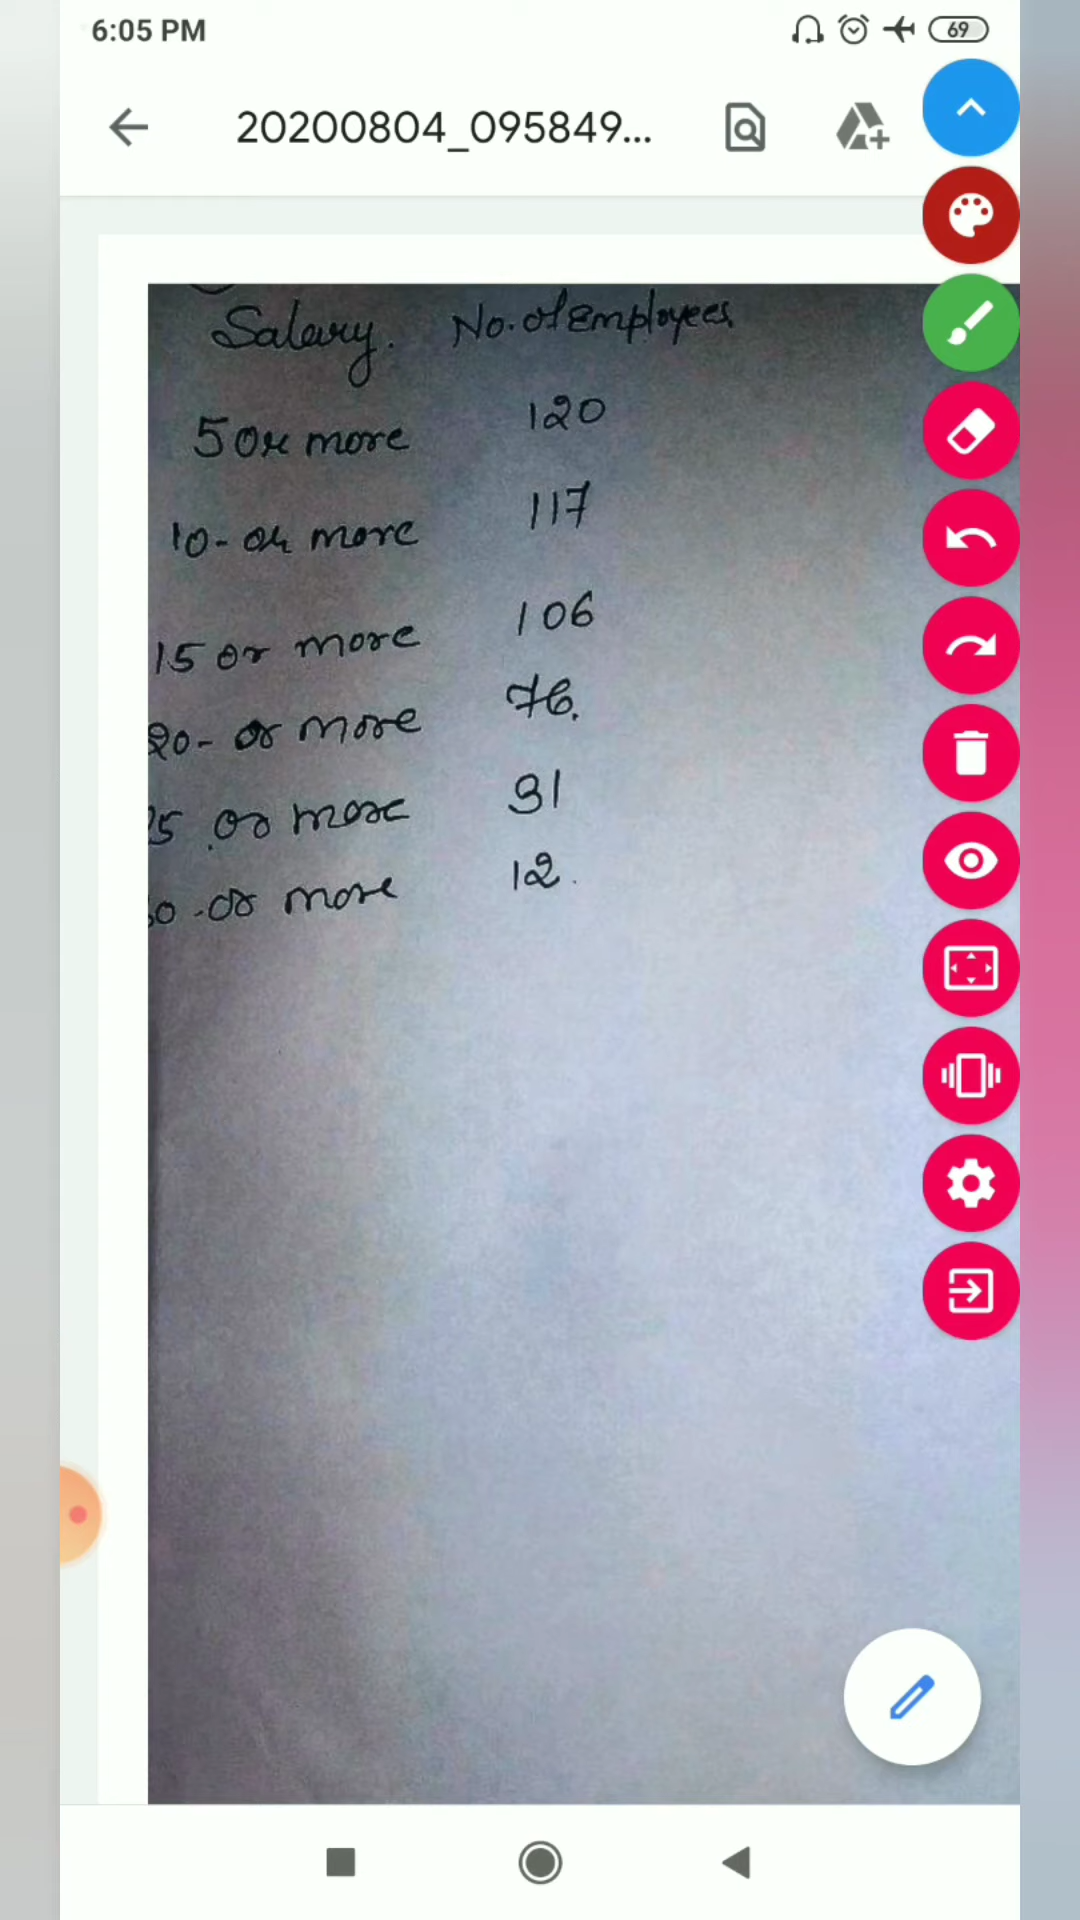 6:05 PM
69
20200804_095849...
Salary. No. of Employees.
5 or more 120
10- or more 117
15 or more 106
20- or more 76.
5 or more 31
0 - or more 12.